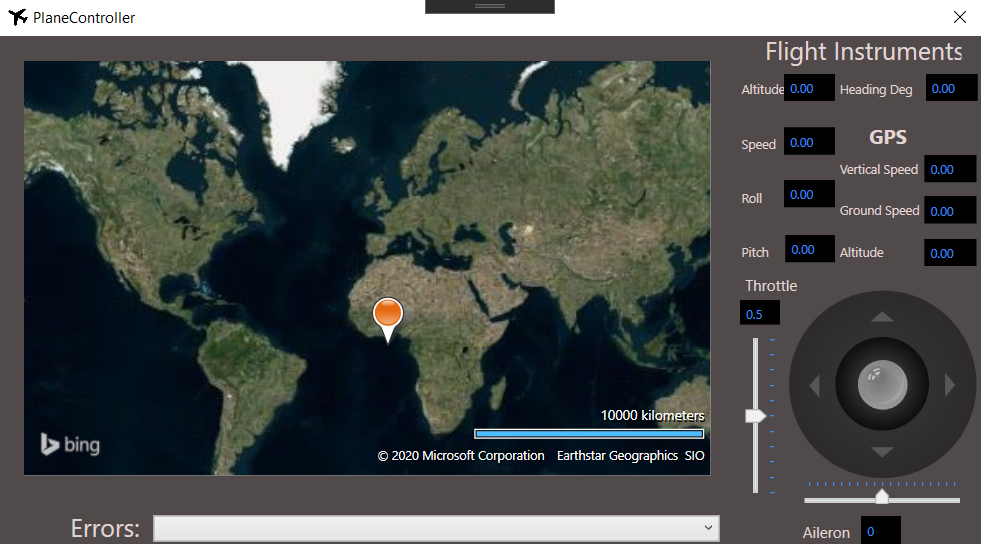 PlaneController
Flight Instruments
Altitude 0.00 Heading Deg 0.00
Speed 0.00 GPS
Vertical Speed 0.00
Roll 0.00
Ground Speed 0.00
Pitch 0.00 Altitude 0.00
Throttle
0.5
10000 kilometers
bing
© 2020 Microsoft Corporation Earthstar Geographics SIO
Errors:
Aileron 0